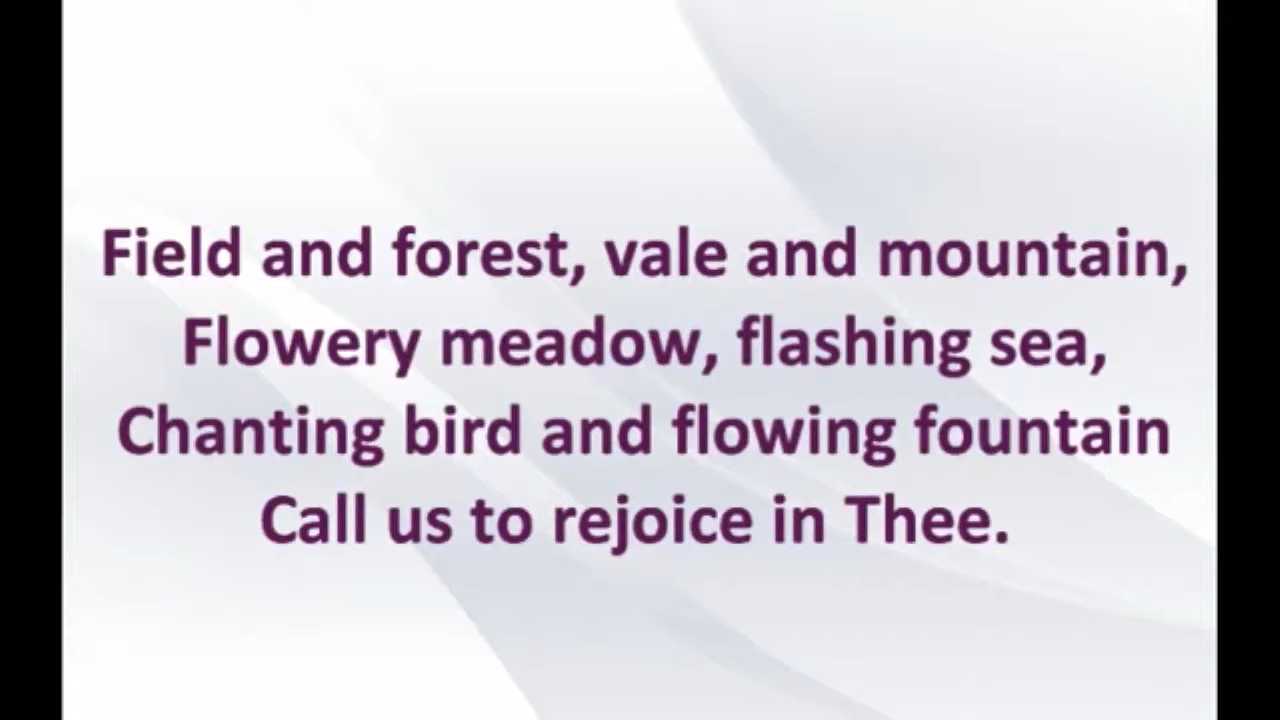 Field and forest, vale and mountain,
Flowery meadow, flashing sea,
Chanting bird and flowing fountain
Call us to rejoice in Thee.